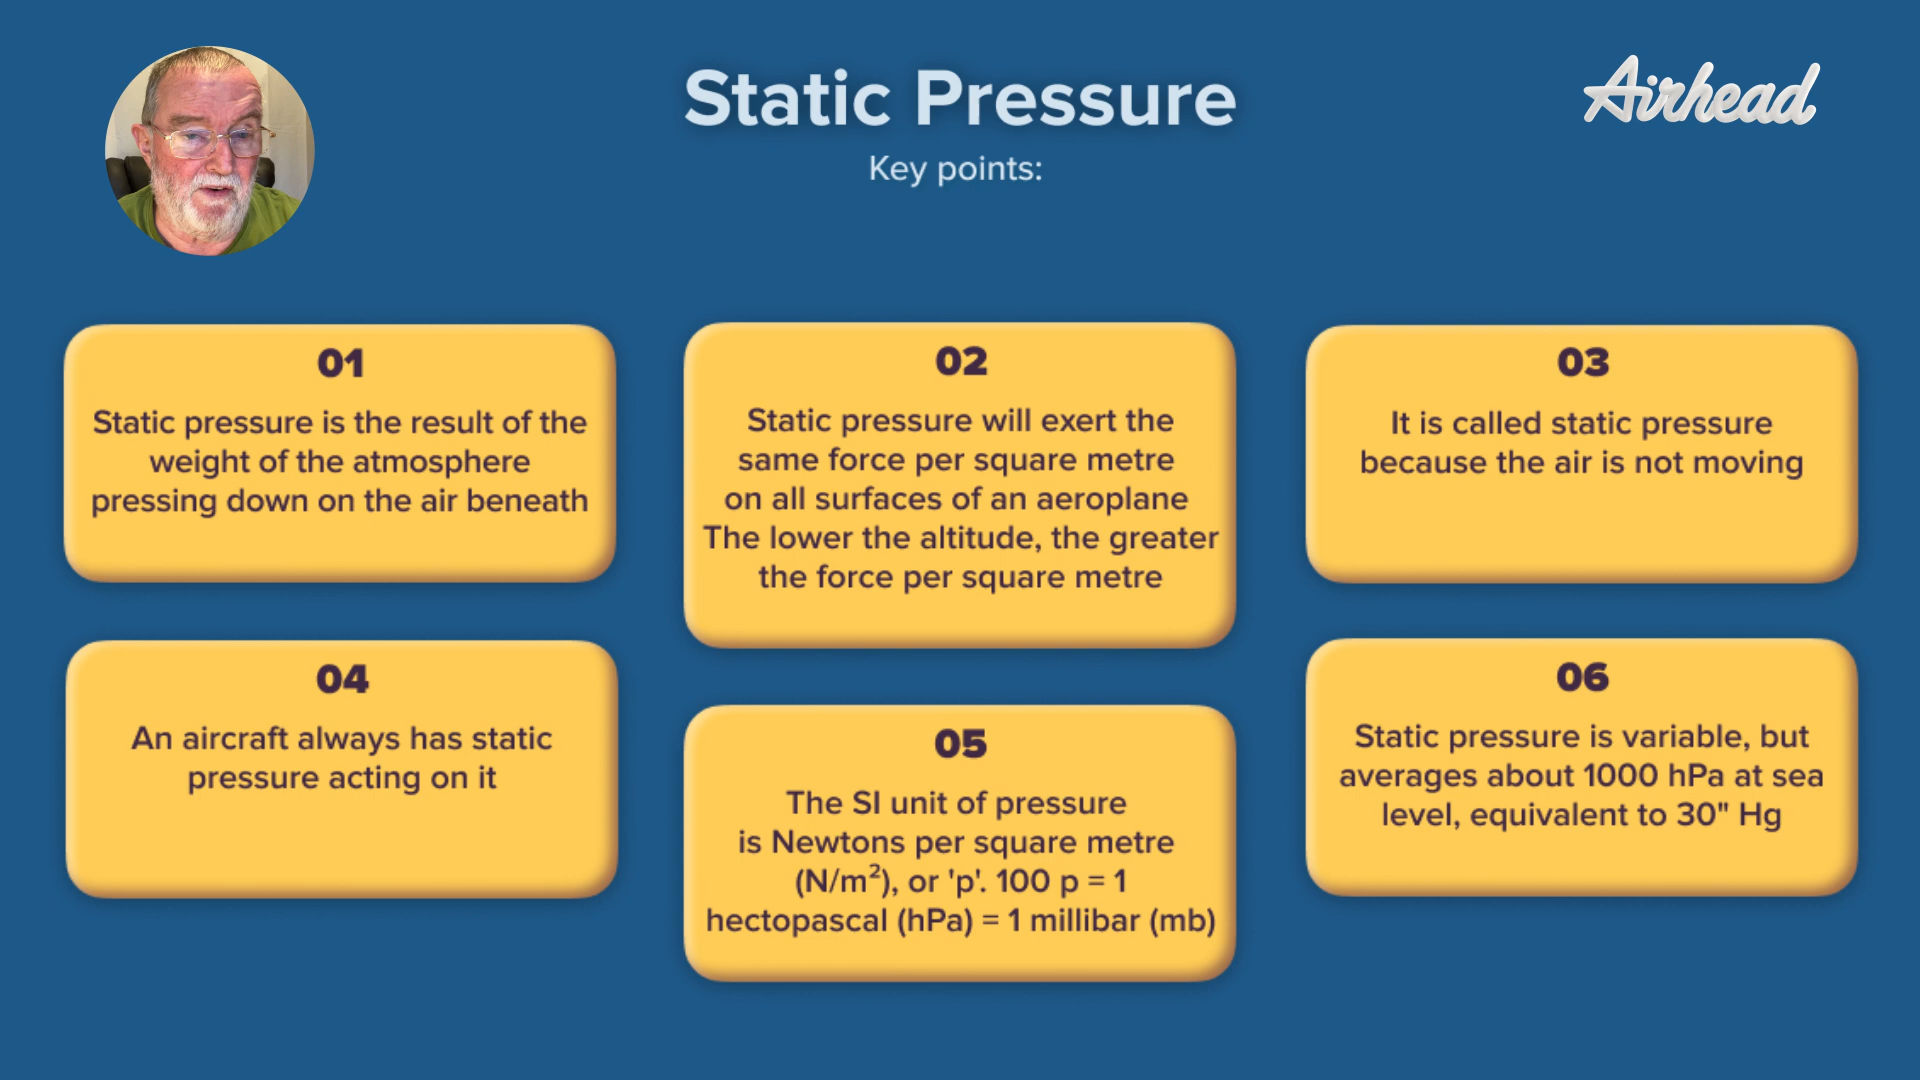 Static Pressure
Airhead
Key points:
01
Static pressure is the result of the
weight of the atmosphere
pressing down on the air beneath
02
Static pressure will exert the
same force per square metre
on all surfaces of an aeroplane
The lower the altitude, the greater
the force per square metre
03
It is called static pressure
because the air is not moving
04
An aircraft always has static
pressure acting on it
05
The SI unit of pressure
is Newtons per square metre
(N/m²), or 'p'. 100 p = 1
hectopascal (hPa) = 1 millibar (mb)
06
Static pressure is variable, but
averages about 1000 hPa at sea
level, equivalent to 30" Hg